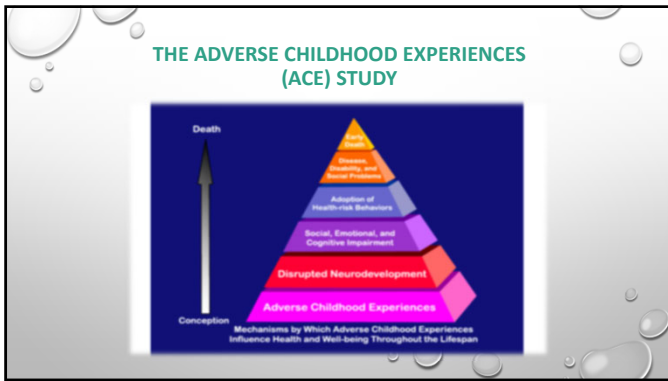 THE ADVERSE CHILDHOOD EXPERIENCES
(ACE) STUDY
Death
Early
Death
Disease,
Disability, and
Social Problems
Adoption of
Health-risk Behaviors
Social, Emotional, and
Cognitive Impairment
Disrupted Neurodevelopment
Adverse Childhood Experiences
Conception
Mechanisms by Which Adverse Childhood Experiences
Influence Health and Well-being Throughout the Lifespan